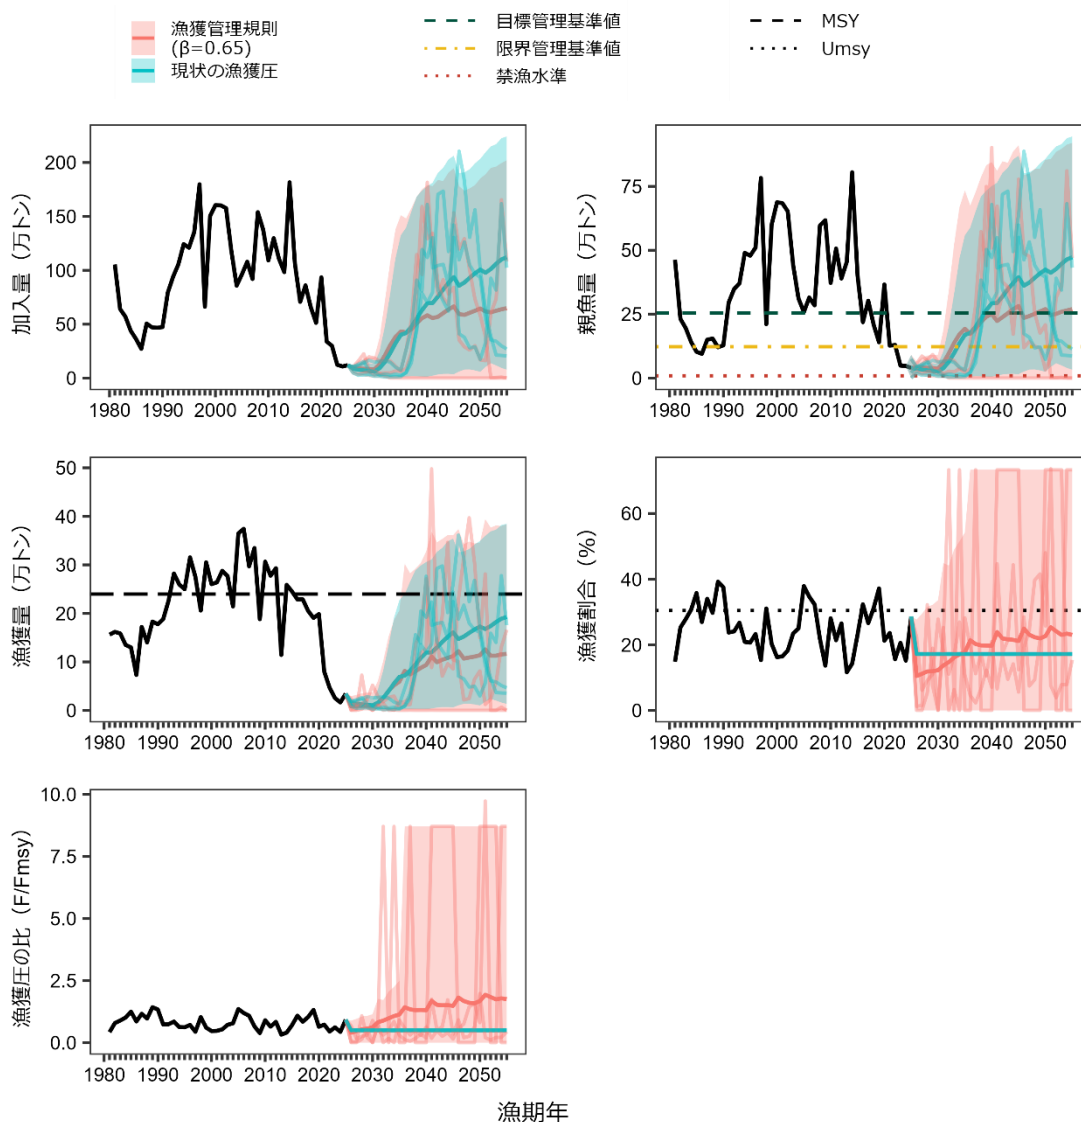 漁獲管理規則
(β=0.65)
現状の漁獲圧
目標管理基準値
限界管理基準値
禁漁水準
MSY
Umsy
加入量（万トン）
200
150
100
50
0
1980 1990 2000 2010 2020 2030 2040 2050
親魚量（万トン）
75
50
25
0
1980 1990 2000 2010 2020 2030 2040 2050
漁獲量（万トン）
50
40
30
20
10
0
1980 1990 2000 2010 2020 2030 2040 2050
漁獲割合（%）
60
40
20
0
1980 1990 2000 2010 2020 2030 2040 2050
漁獲圧の比（F/Fmsy）
10.0
7.5
5.0
2.5
0.0
1980 1990 2000 2010 2020 2030 2040 2050
漁期年